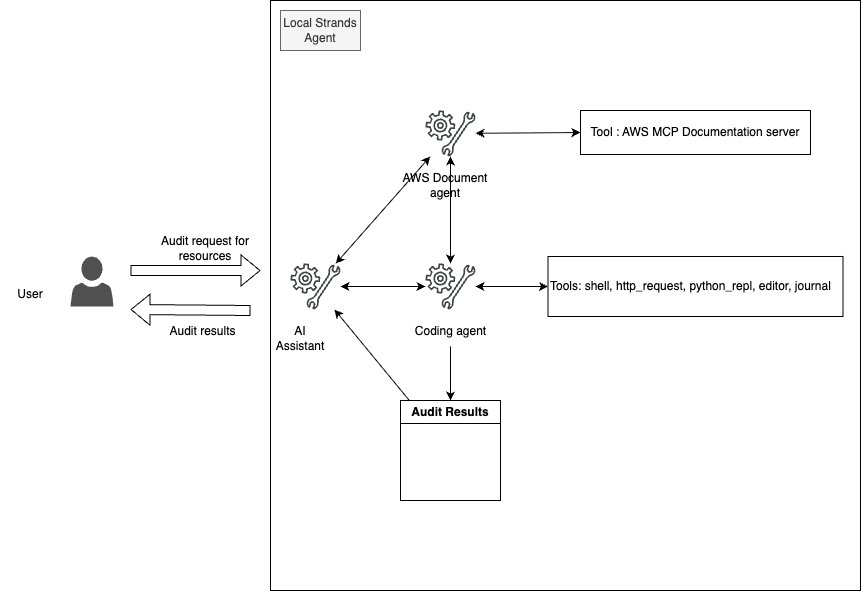 Local Strands
Agent
Tool : AWS MCP Documentation server
AWS Document
agent
Audit request for
resources
User
Audit results
AI
Assistant
Coding agent
Tools: shell, http_request, python_repl, editor, journal
Audit Results